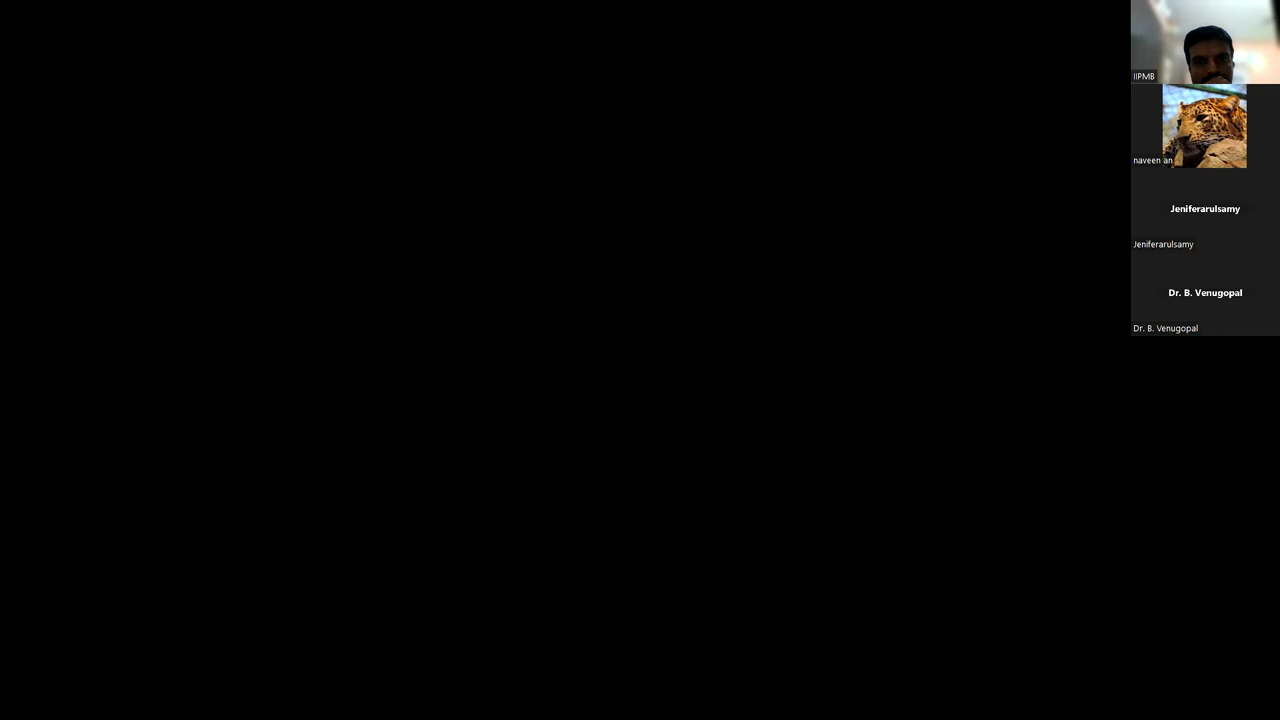 IIPMB
naveen an
Jeniferarulsamy
Jeniferarulsamy
Dr. B. Venugopal
Dr. B. Venugopal